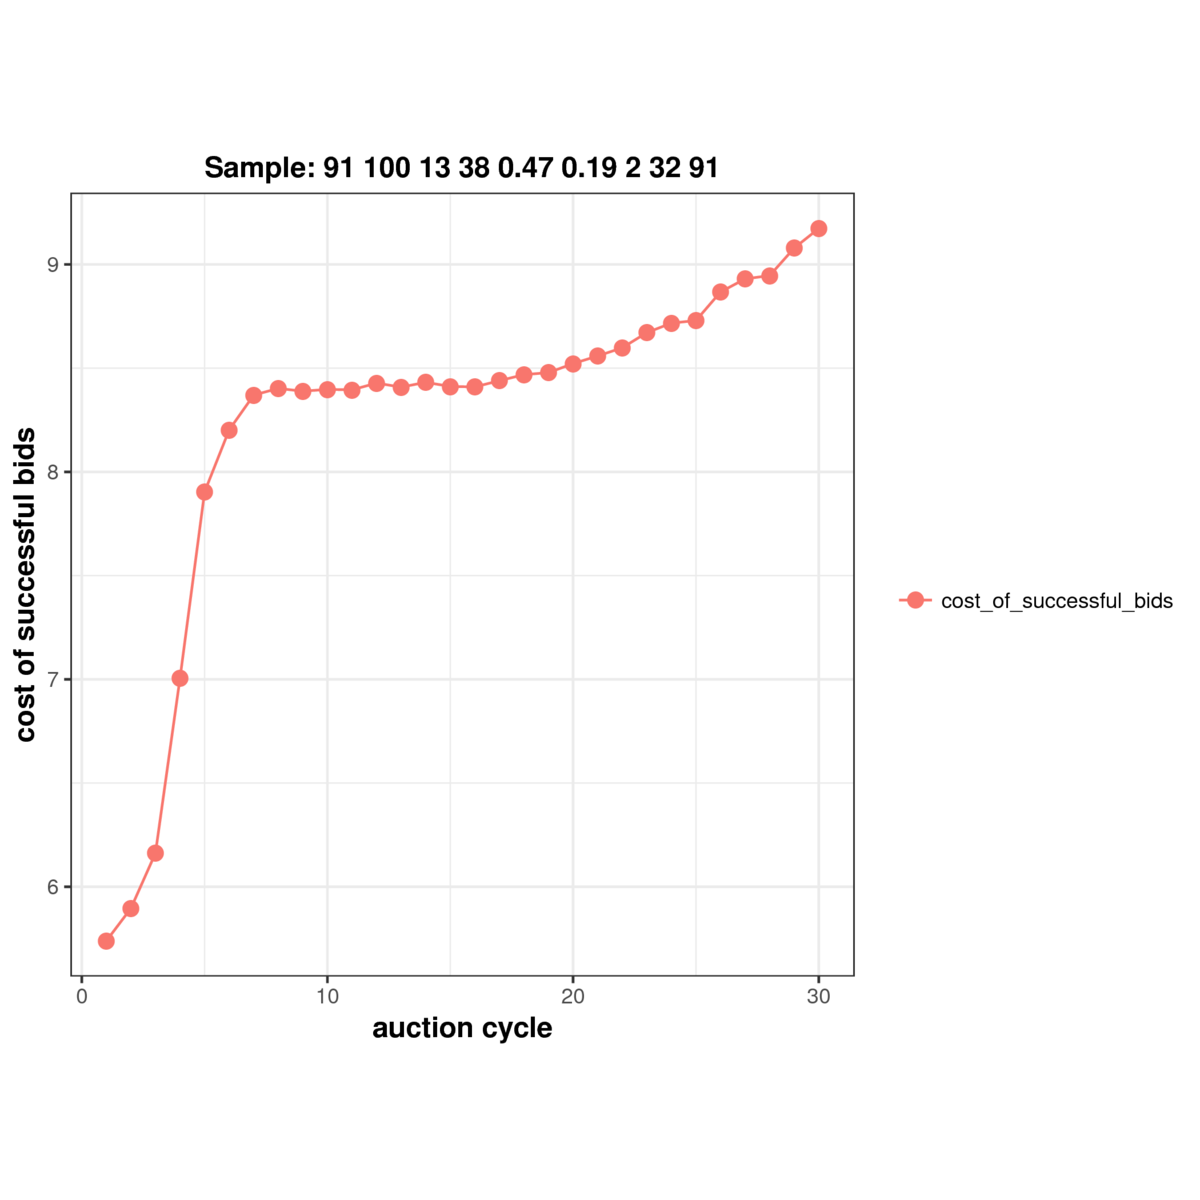 Sample: 91 100 13 38 0.47 0.19 2 32 91
cost of successful bids
9
8
7
6
0
10
20
30
auction cycle
cost_of_successful_bids